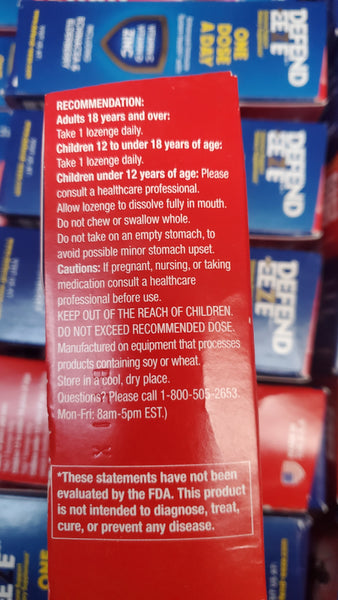 RECOMMENDATION:
Adults 18 years and over:
Take 1 lozenge daily.
Children 12 to under 18 years of age:
Take 1 lozenge daily.
Children under 12 years of age: Please
consult a healthcare professional.
Allow lozenge to dissolve fully in mouth.
Do not chew or swallow whole.
Do not take on an empty stomach, to
avoid possible minor stomach upset.
Cautions: If pregnant, nursing, or taking
medication consult a healthcare
professional before use.
KEEP OUT OF THE REACH OF CHILDREN.
DO NOT EXCEED RECOMMENDED DOSE.
Manufactured on equipment that processes
products containing soy or wheat.
Store in a cool, dry place.
Questions? Please call 1-800-505-2653
Mon-Fri: 8am-5pm EST.)
*These statements have not been
evaluated by the FDA. This product
is not intended to diagnose, treat,
cure, or prevent any disease.
ONE
DOSE
A DAY
ZINC
DEFEND
EEZE
DEFEND
DEFEND
EEZE
ONE